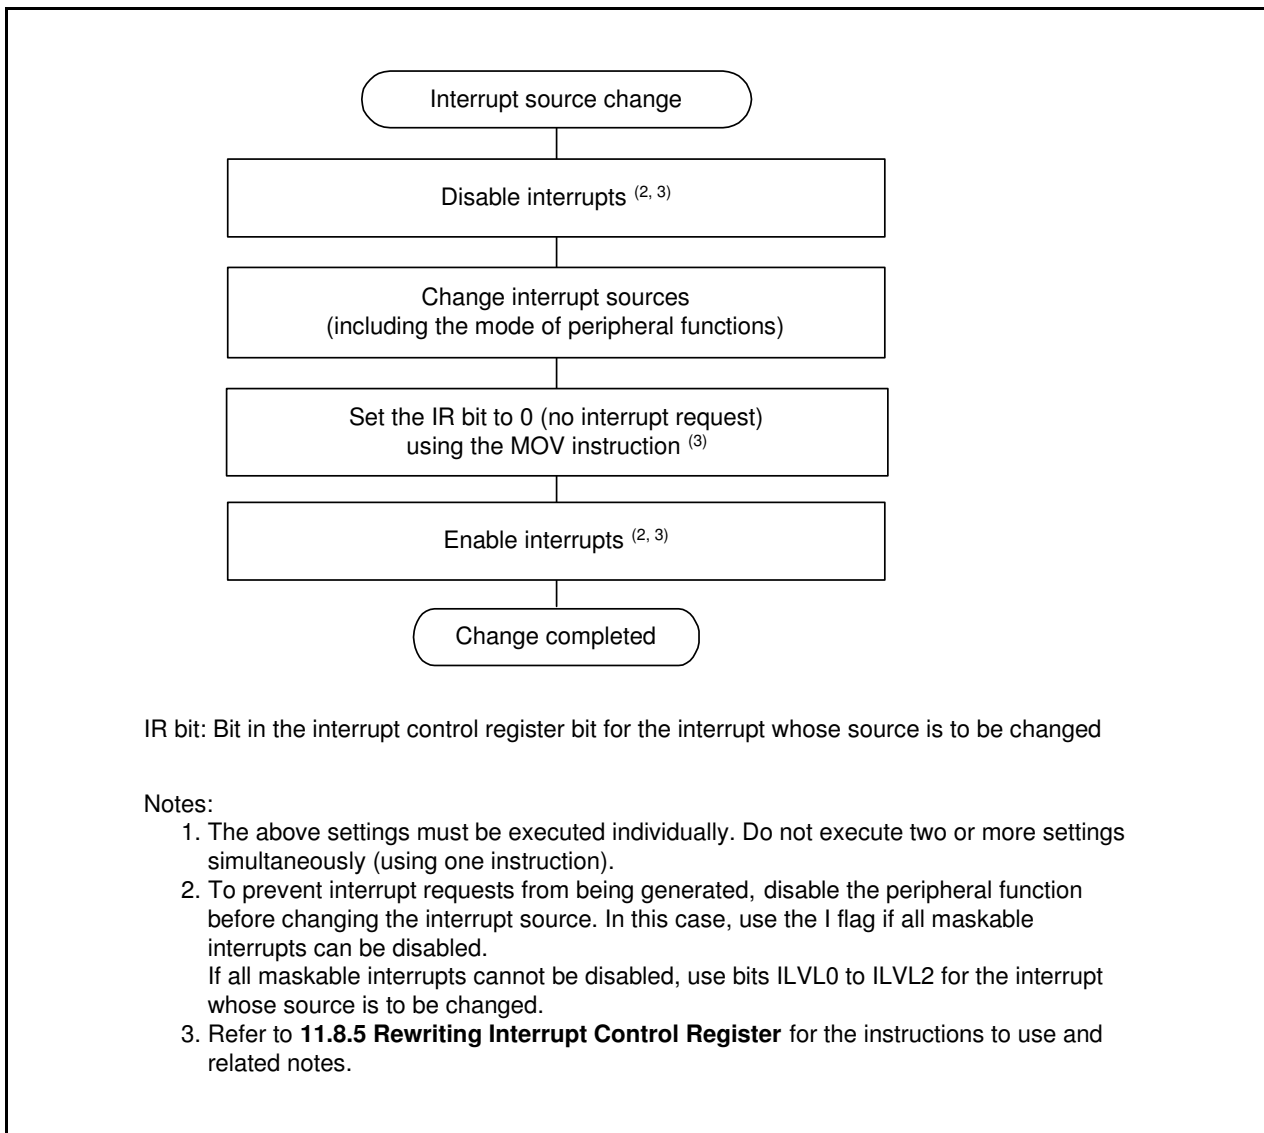 Interrupt source change
Disable interrupts (2, 3)
Change interrupt sources
(including the mode of peripheral functions)
Set the IR bit to 0 (no interrupt request)
using the MOV instruction (3)
Enable interrupts (2, 3)
Change completed
IR bit: Bit in the interrupt control register bit for the interrupt whose source is to be changed
Notes:
1. The above settings must be executed individually. Do not execute two or more settings
simultaneously (using one instruction).
2. To prevent interrupt requests from being generated, disable the peripheral function
before changing the interrupt source. In this case, use the I flag if all maskable
interrupts can be disabled.
If all maskable interrupts cannot be disabled, use bits ILVL0 to ILVL2 for the interrupt
whose source is to be changed.
3. Refer to 11.8.5 Rewriting Interrupt Control Register for the instructions to use and
related notes.